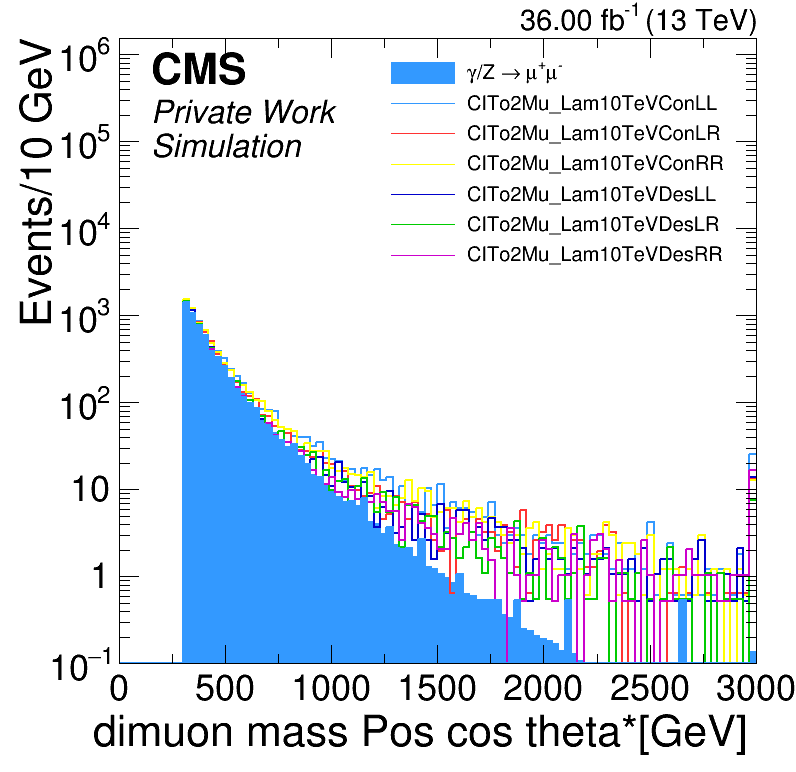 36.00 fb⁻¹ (13 TeV)
CMS
Private Work
Simulation
γ/Z → μ⁺μ⁻
CITo2Mu_Lam10TeVConLL
CITo2Mu_Lam10TeVConLR
CITo2Mu_Lam10TeVConRR
CITo2Mu_Lam10TeVDesLL
CITo2Mu_Lam10TeVDesLR
CITo2Mu_Lam10TeVDesRR
Events/10 GeV
10⁶
10⁵
10⁴
10³
10²
10
1
10⁻¹
0 500 1000 1500 2000 2500 3000
dimuon mass Pos cos theta*[GeV]